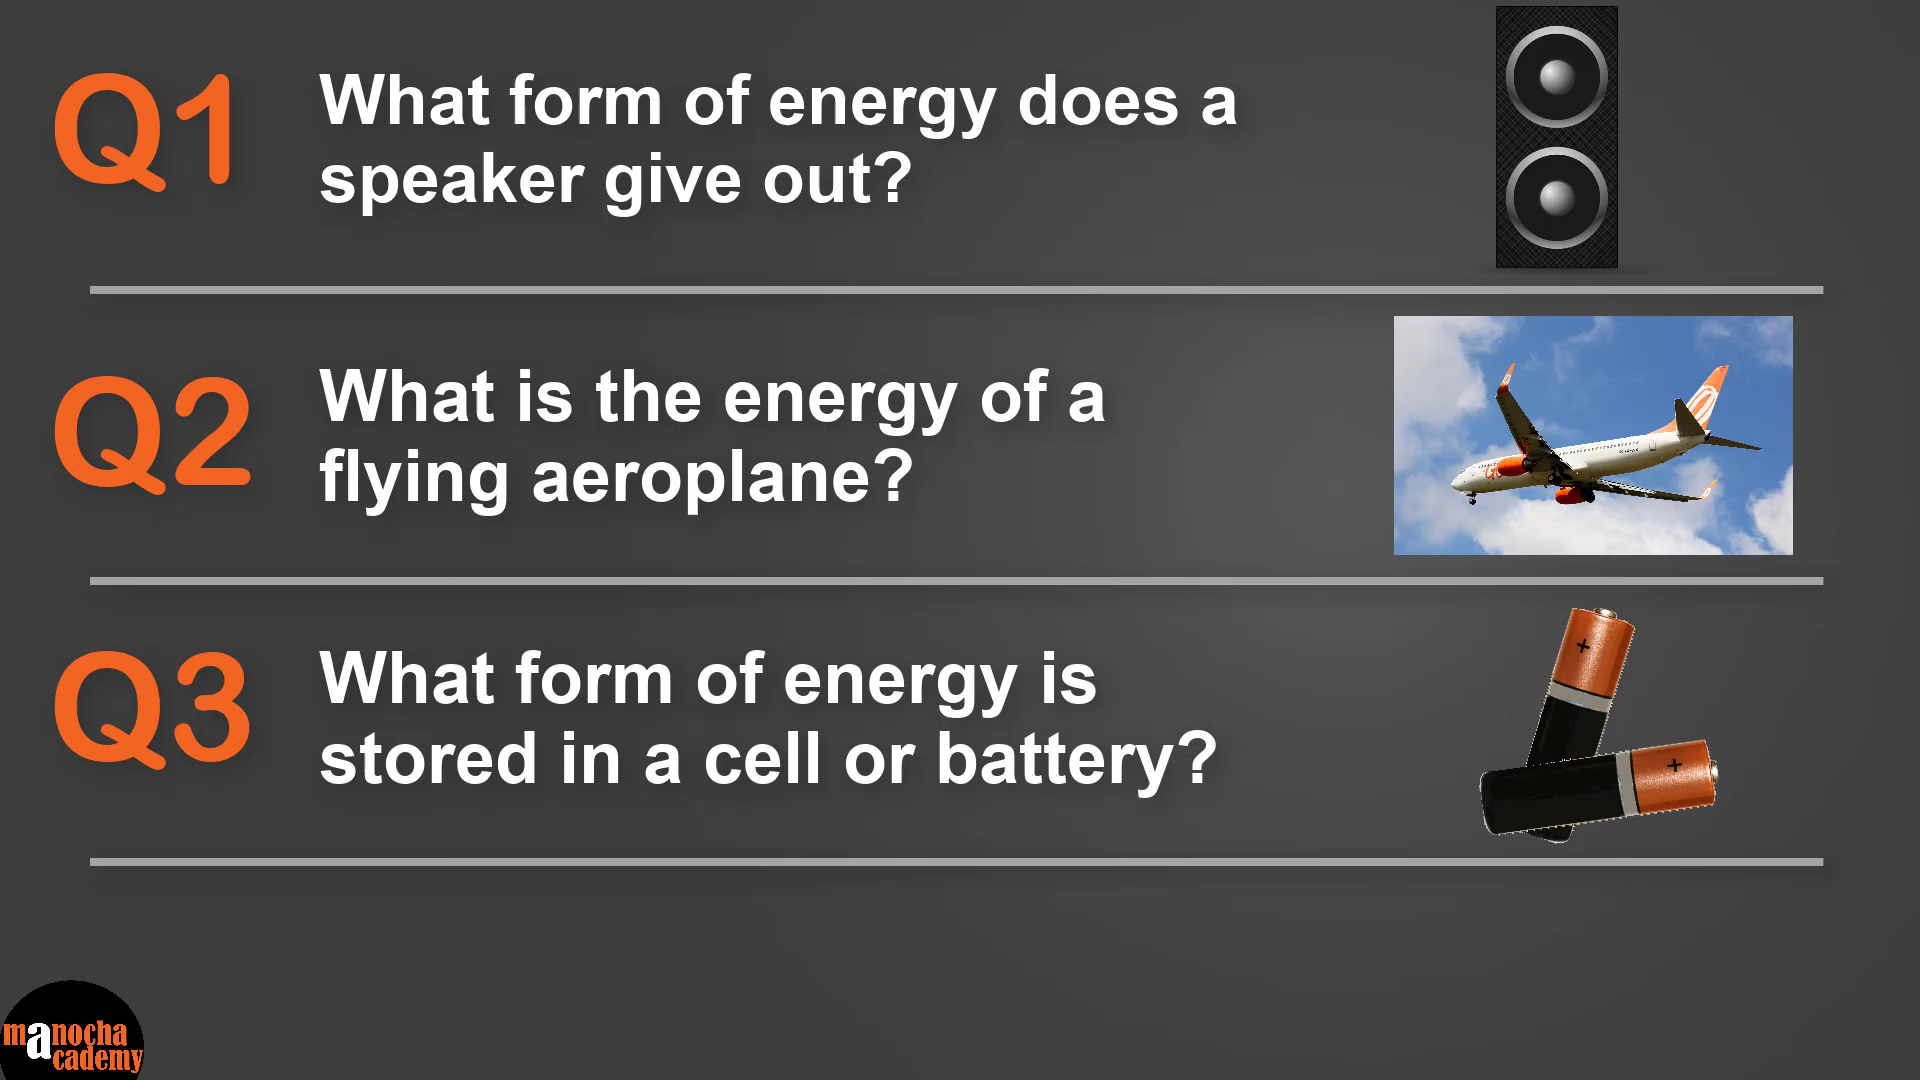 Q1
What form of energy does a
speaker give out?
Q2
What is the energy of a
flying aeroplane?
Q3
What form of energy is
stored in a cell or battery?
manocha
academy